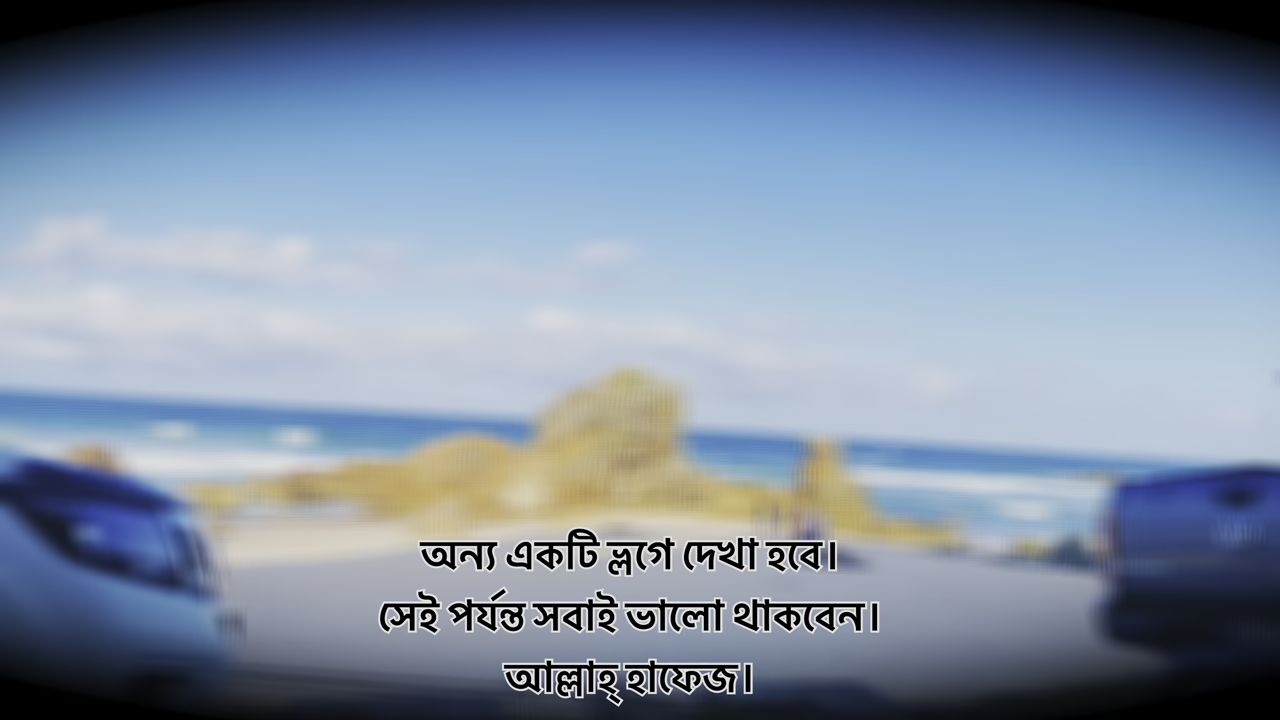 অন্য একটি ভ্লগে দেখা হবে।
সেই পর্যন্ত সবাই ভালো থাকবেন।
আল্লাহ্ হাফেজ।